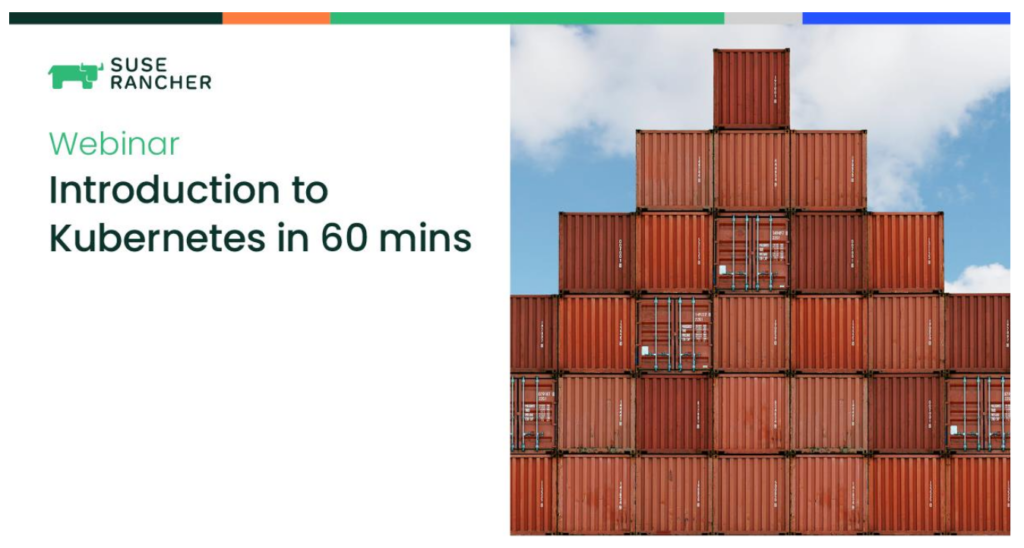 SUSE
RANCHER
Webinar
Introduction to
Kubernetes in 60 mins